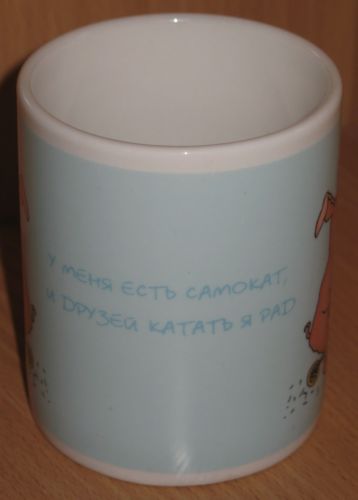 У МЕНЯ ЕСТЬ САМОКАТ,
И ДРУЗЕЙ КАТАТЬ Я РАД